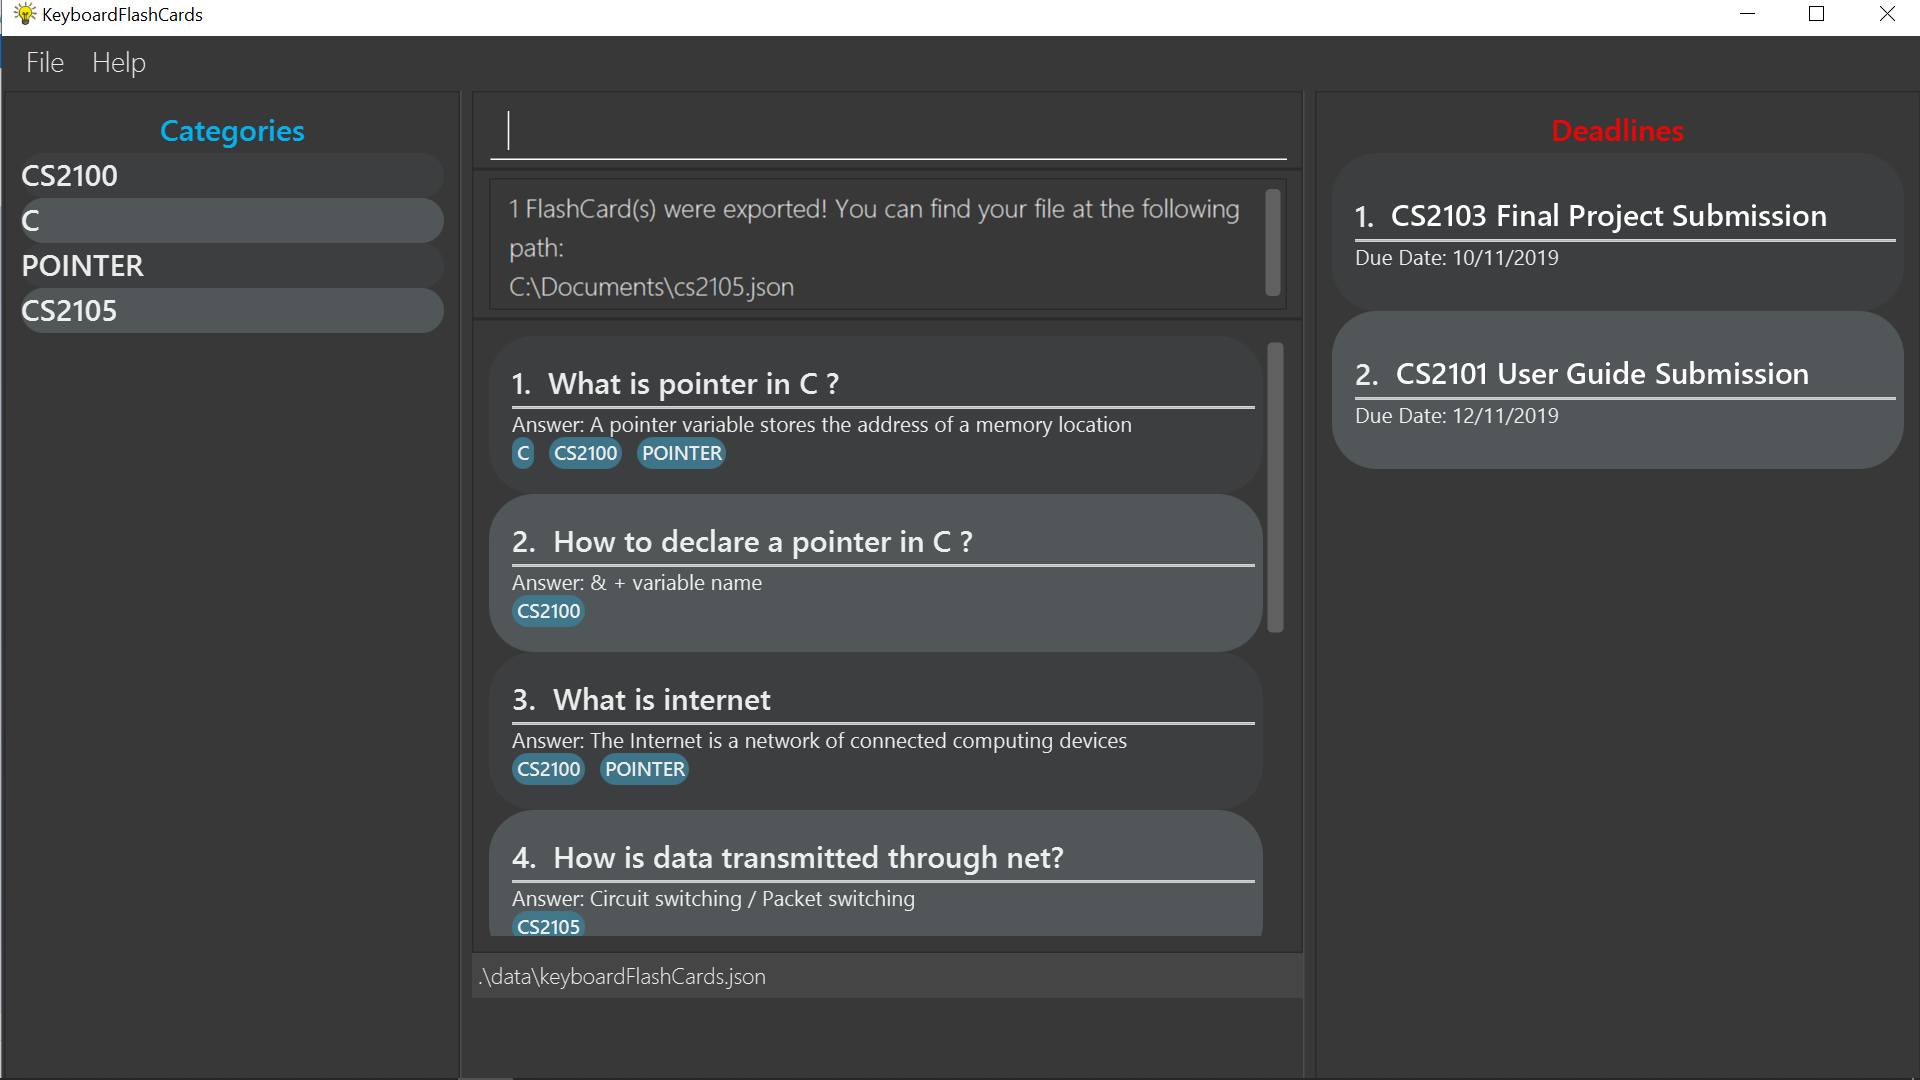 KeyboardFlashCards
File Help
Categories
CS2100
C
POINTER
CS2105
1 FlashCard(s) were exported! You can find your file at the following
path:
C:\Documents\cs2105.json
1. What is pointer in C ?
Answer: A pointer variable stores the address of a memory location
C CS2100 POINTER
2. How to declare a pointer in C ?
Answer: & + variable name
CS2100
3. What is internet
Answer: The Internet is a network of connected computing devices
CS2100 POINTER
4. How is data transmitted through net?
Answer: Circuit switching / Packet switching
CS2105
.\data\keyboardFlashCards.json
Deadlines
1. CS2103 Final Project Submission
Due Date: 10/11/2019
2. CS2101 User Guide Submission
Due Date: 12/11/2019